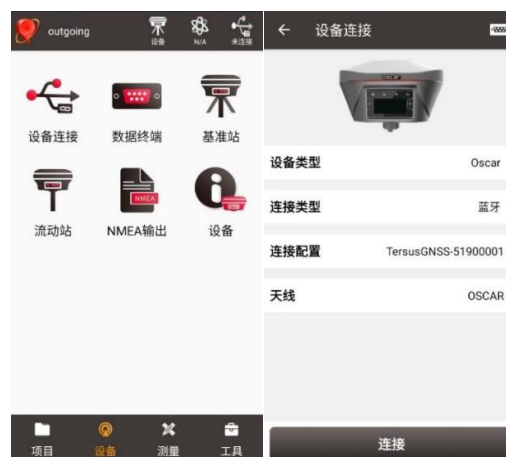 outgoing
设备
N/A
未连接
设备连接
数据终端
基准站
流动站
NMEA
NMEA输出
设备
项目
设备
测量
工具
设备连接
设备类型
Oscar
连接类型
蓝牙
连接配置
TersusGNSS-51900001
天线
OSCAR
连接